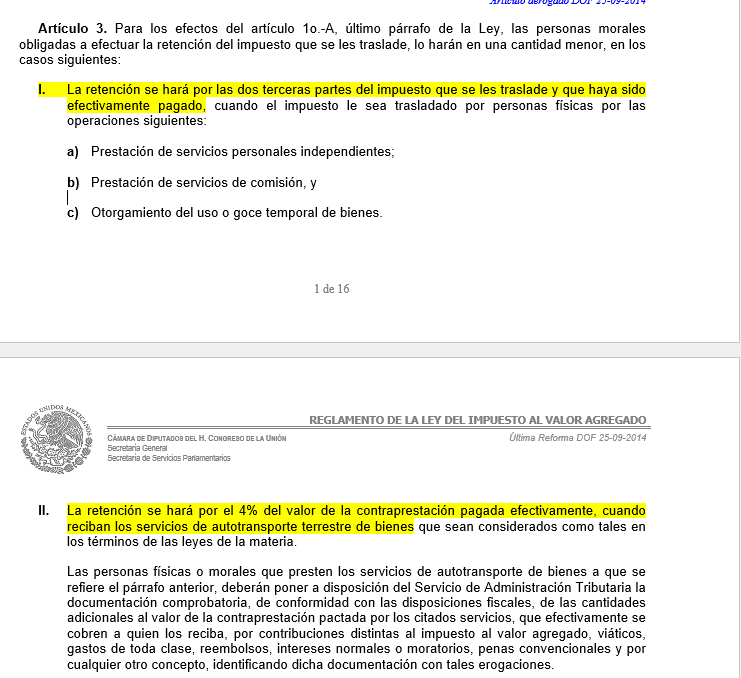 Artículo derogado DOF 25-09-2014
Artículo 3. Para los efectos del artículo 1o.-A, último párrafo de la Ley, las personas morales
obligadas a efectuar la retención del impuesto que se les traslade, lo harán en una cantidad menor, en los
casos siguientes:
I. La retención se hará por las dos terceras partes del impuesto que se les traslade y que haya sido
efectivamente pagado, cuando el impuesto le sea trasladado por personas físicas por las
operaciones siguientes:
a) Prestación de servicios personales independientes;
b) Prestación de servicios de comisión, y
c) Otorgamiento del uso o goce temporal de bienes.
1 de 16
ESTADOS UNIDOS MEXICANOS
REGLAMENTO DE LA LEY DEL IMPUESTO AL VALOR AGREGADO
CÁMARA DE DIPUTADOS DEL H. CONGRESO DE LA UNIÓN
Última Reforma DOF 25-09-2014
Secretaría General
Secretaría de Servicios Parlamentarios
II. La retención se hará por el 4% del valor de la contraprestación pagada efectivamente, cuando
reciban los servicios de autotransporte terrestre de bienes que sean considerados como tales en
los términos de las leyes de la materia.
Las personas físicas o morales que presten los servicios de autotransporte de bienes a que se
refiere el párrafo anterior, deberán poner a disposición del Servicio de Administración Tributaria la
documentación comprobatoria, de conformidad con las disposiciones fiscales, de las cantidades
adicionales al valor de la contraprestación pactada por los citados servicios, que efectivamente se
cobren a quien los reciba, por contribuciones distintas al impuesto al valor agregado, viáticos,
gastos de toda clase, reembolsos, intereses normales o moratorios, penas convencionales y por
cualquier otro concepto, identificando dicha documentación con tales erogaciones.